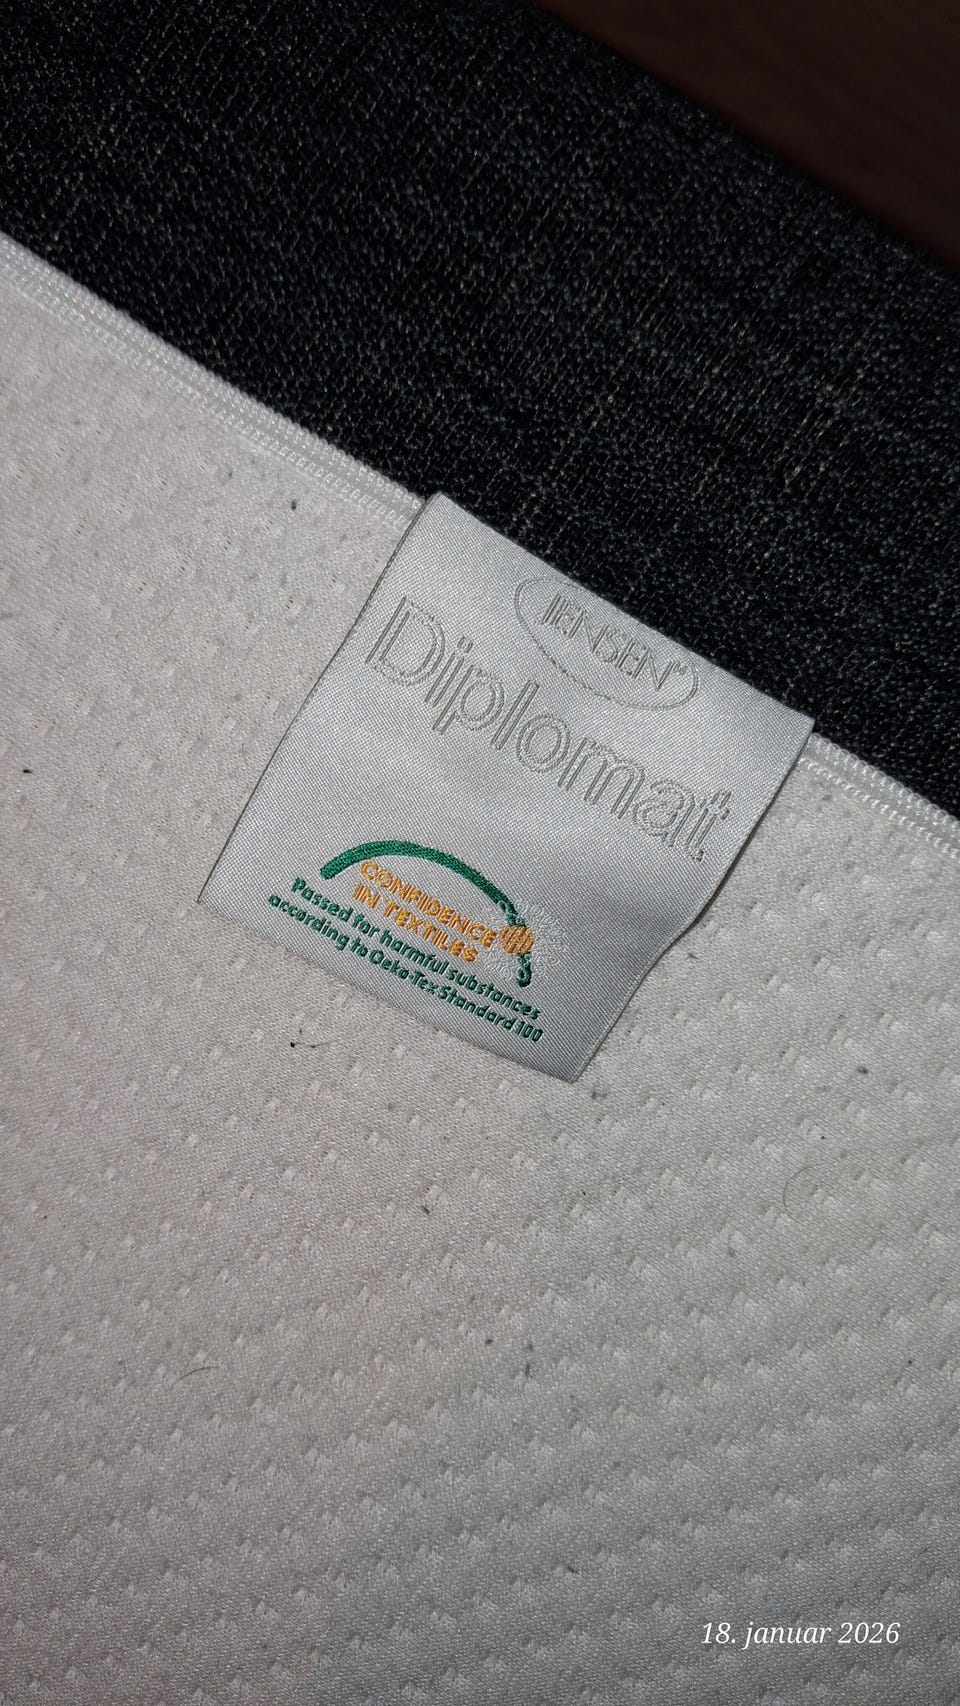 JENSEN®
Diplomat
CONFIDENCE
IN TEXTILES
Passed for harmful substances
according to Oeko-Tex Standard 100
18. januar 2026